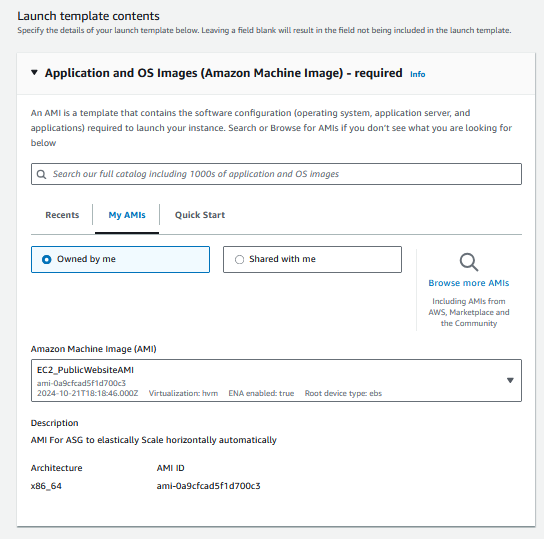 Launch template contents
Specify the details of your launch template below. Leaving a field blank will result in the field not being included in the launch template.
Application and OS Images (Amazon Machine Image) - required Info
An AMI is a template that contains the software configuration (operating system, application server, and
applications) required to launch your instance. Search or Browse for AMIs if you don't see what you are looking for
below
Search our full catalog including 1000s of application and OS images
Recents My AMIs Quick Start
Owned by me Shared with me
Browse more AMIs
Including AMIs from
AWS, Marketplace and
the Community
Amazon Machine Image (AMI)
EC2_PublicWebsiteAMI
ami-0a9cfcad5f1d700c3
2024-10-21T18:18:46.000Z Virtualization: hvm ENA enabled: true Root device type: ebs
Description
AMI For ASG to elastically Scale horizontally automatically
Architecture AMI ID
x86_64 ami-0a9cfcad5f1d700c3